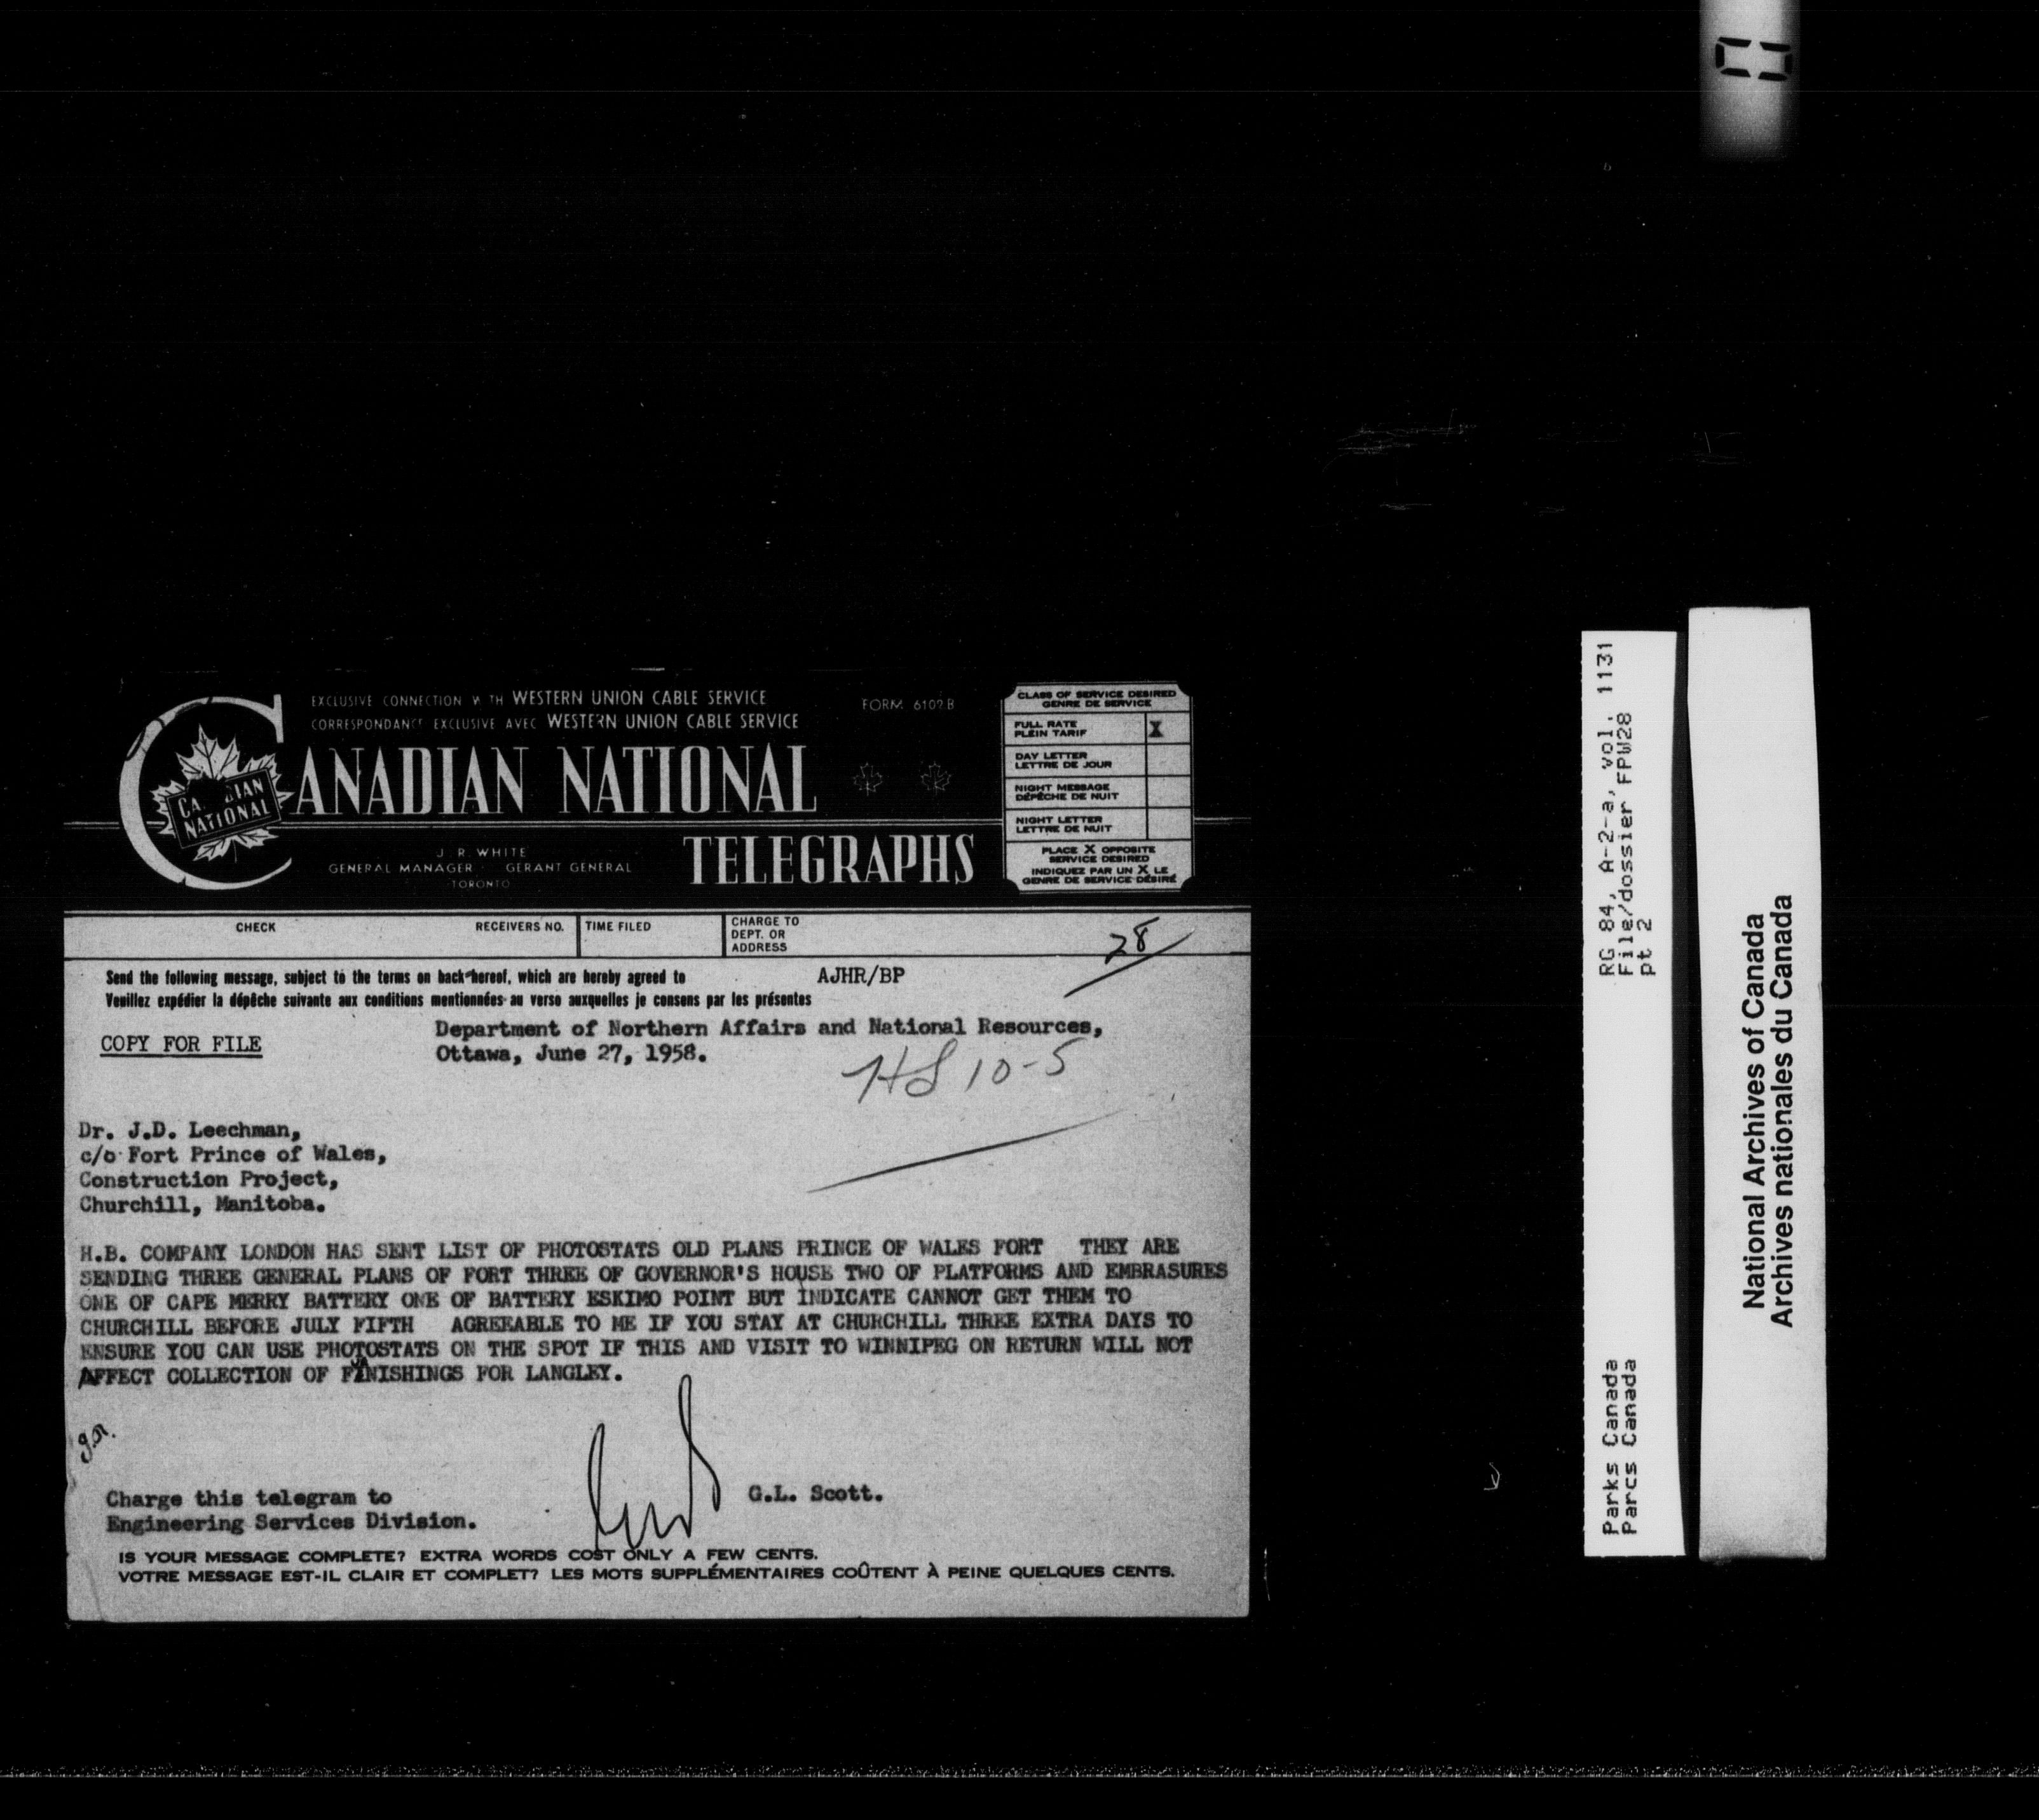 EXCLUSIVE CONNECTION W TH WESTERN UNION CABLE SERVICE
CORRESPONDANCE EXCLUSIVE AVEC WESTERN UNION CABLE SERVICE
FORM 6102 B
CANADIAN NATIONAL
CANADIAN NATIONAL
TELEGRAPHS
J. R. WHITE
GENERAL MANAGER GERANT GENERAL
TORONTO
CLASS OF SERVICE DESIRED
GENRE DE SERVICE
FULL RATE
PLEIN TARIF X
DAY LETTER
LETTRE DE JOUR
NIGHT MESSAGE
DÉPÊCHE DE NUIT
NIGHT LETTER
LETTRE DE NUIT
PLACE X OPPOSITE
SERVICE DESIRED
INDIQUEZ PAR UN X LE
GENRE DE SERVICE DÉSIRÉ
CHECK RECEIVERS NO. TIME FILED CHARGE TO
DEPT. OR
ADDRESS
28
Send the following message, subject to the terms on back hereof, which are hereby agreed to AJHR/BP
Veuillez expédier la dépêche suivante aux conditions mentionnées au verso auxquelles je consens par les présentes
COPY FOR FILE
Department of Northern Affairs and National Resources,
Ottawa, June 27, 1958.
HS 10-5
Dr. J.D. Leechman,
c/o Fort Prince of Wales,
Construction Project,
Churchill, Manitoba.
H.B. COMPANY LONDON HAS SENT LIST OF PHOTOSTATS OLD PLANS PRINCE OF WALES FORT THEY ARE
SENDING THREE GENERAL PLANS OF FORT THREE OF GOVERNOR'S HOUSE TWO OF PLATFORMS AND EMBRASURES
ONE OF CAPE MERRY BATTERY ONE OF BATTERY ESKIMO POINT BUT INDICATE CANNOT GET THEM TO
CHURCHILL BEFORE JULY FIFTH AGREEABLE TO ME IF YOU STAY AT CHURCHILL THREE EXTRA DAYS TO
ENSURE YOU CAN USE PHOTOSTATS ON THE SPOT IF THIS AND VISIT TO WINNIPEG ON RETURN WILL NOT
AFFECT COLLECTION OF FURNISHINGS FOR LANGLEY.
Charge this telegram to
Engineering Services Division.
G.L. Scott.
IS YOUR MESSAGE COMPLETE? EXTRA WORDS COST ONLY A FEW CENTS.
VOTRE MESSAGE EST-IL CLAIR ET COMPLET? LES MOTS SUPPLÉMENTAIRES COÛTENT À PEINE QUELQUES CENTS.
RG 84, A-2-a, vol. 1131
File/dossier FPW28
pt 2
Parks Canada
Parcs Canada
National Archives of Canada
Archives nationales du Canada